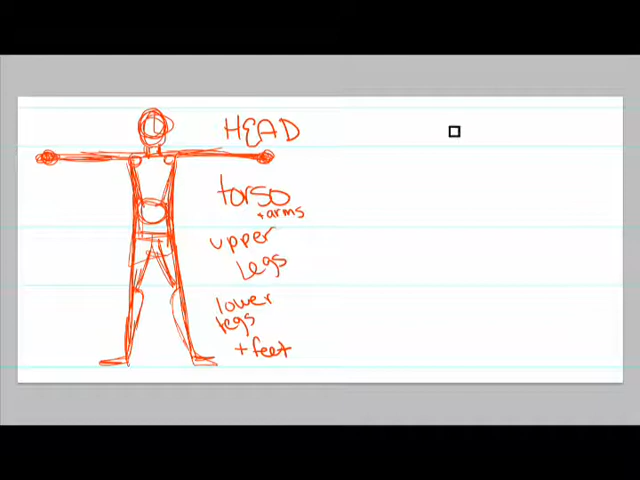 HEAD
torso
+arms
upper
Legs
lower
legs
+feet